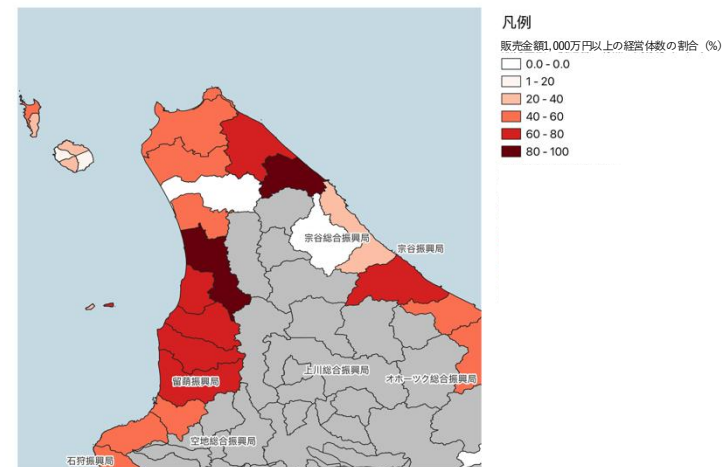 凡例
販売金額1,000万円以上の経営体数の割合 (%)
0.0 - 0.0
1 - 20
20 - 40
40 - 60
60 - 80
80 - 100
宗谷総合振興局
宗谷振興局
上川総合振興局
オホーツク総合振興局
留萌振興局
空地総合振興局
石狩振興局